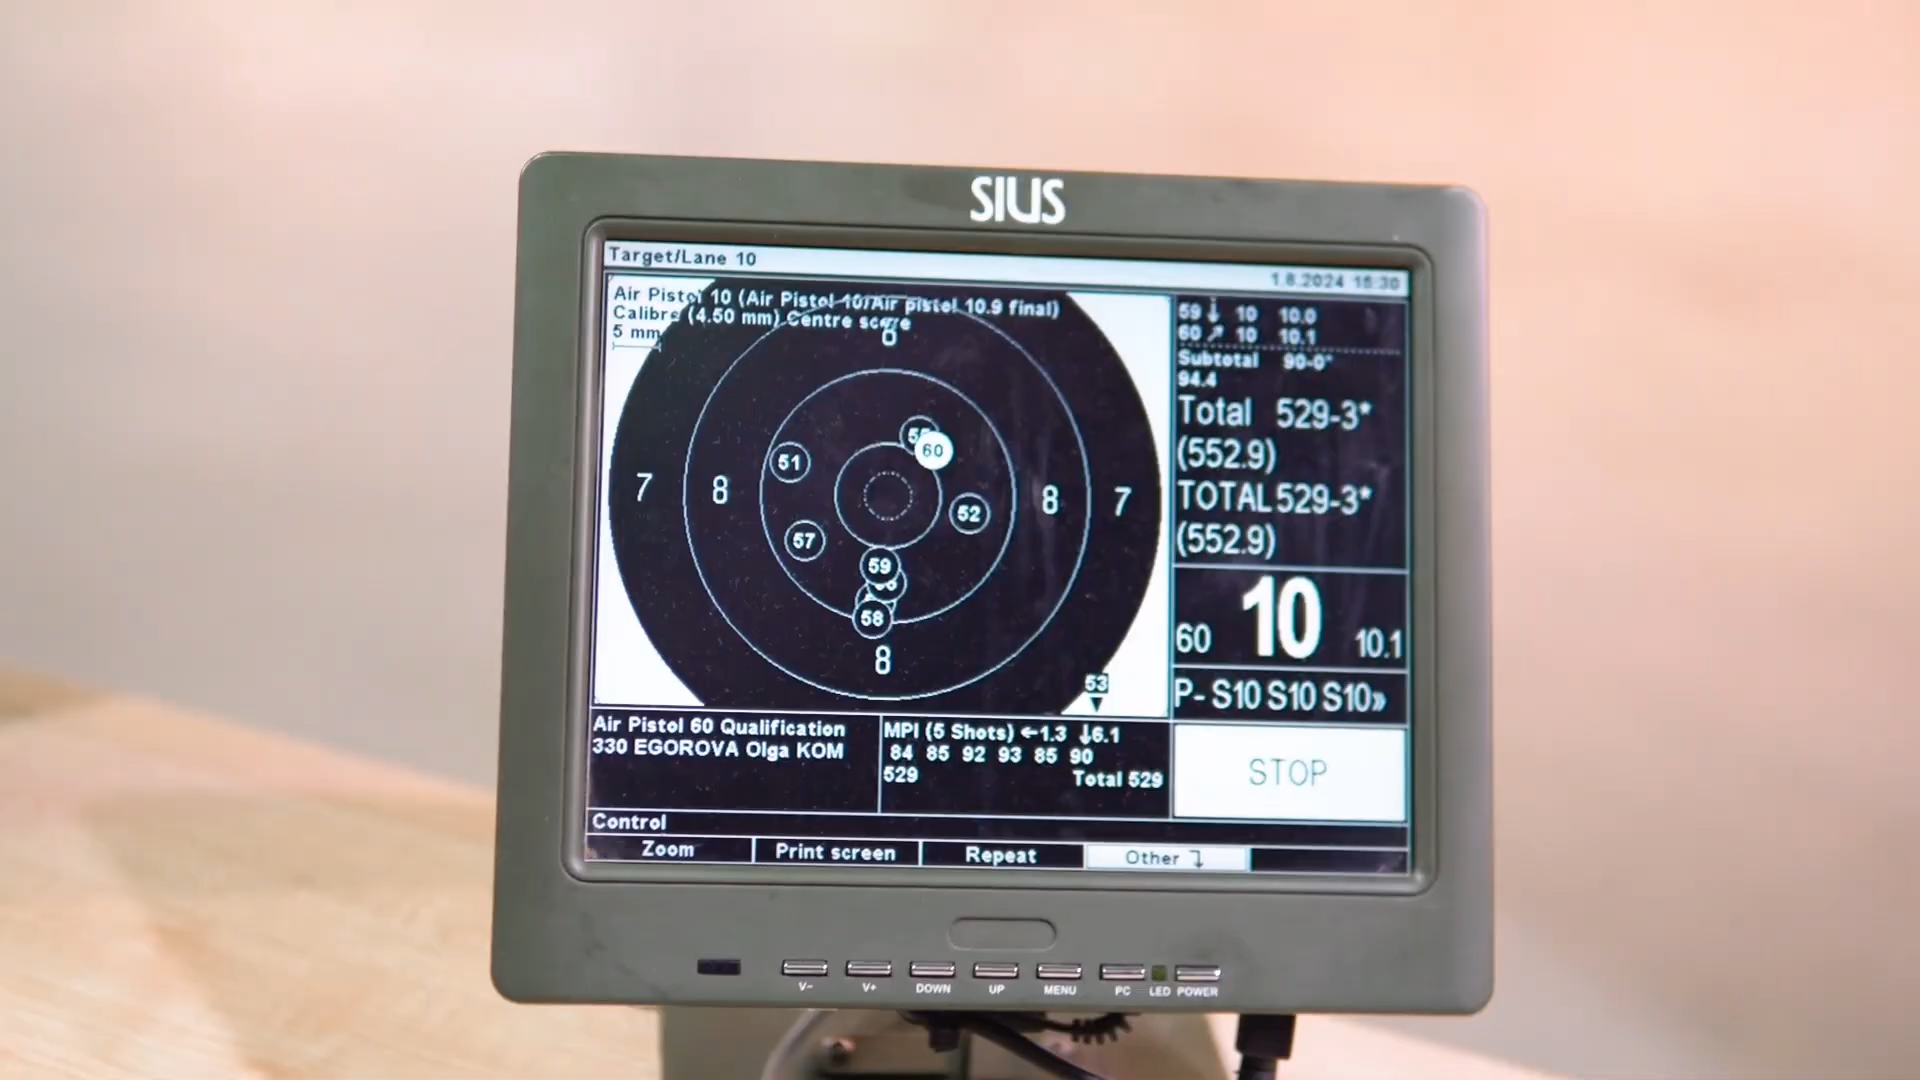 SIUS
Target/Lane 10
1.8.2024 15:30
Air Pistol 10 (Air Pistol 10/Air pistol 10.9 final)
Calibre (4.50 mm) Centre score
5 mm
6
51
60
7 8
52
8 7
57
59
58
8
53
59 ↓ 10 10.0
60 ↗ 10 10.1
Subtotal 90-0*
94.4
Total 529-3*
(552.9)
TOTAL 529-3*
(552.9)
60 10 10.1
P- S10 S10 S10»
Air Pistol 60 Qualification
330 EGOROVA Olga KOM
MPI (5 Shots) ←1.3 ↓6.1
84 85 92 93 85 90
529 Total 529
STOP
Control
Zoom Print screen Repeat Other
V- V+ DOWN UP MENU PC LED POWER